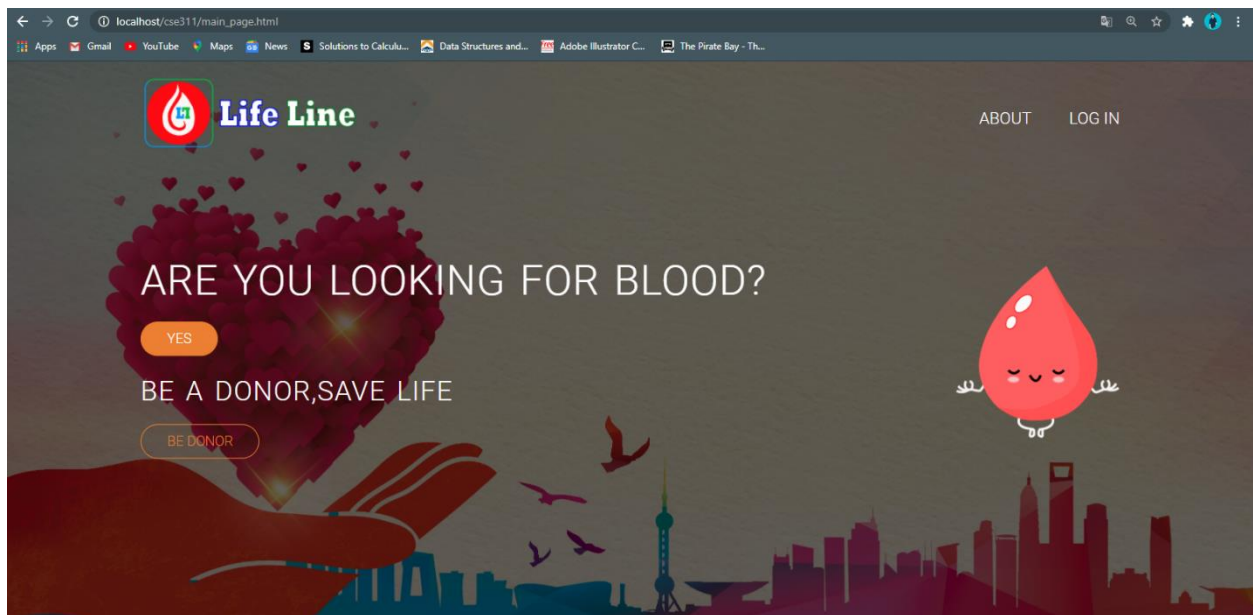 localhost/cse311/main_page.html
Apps Gmail YouTube Maps News Solutions to Calculu... Data Structures and... Adobe Illustrator C... The Pirate Bay - Th...
Life Line
ABOUT LOG IN
ARE YOU LOOKING FOR BLOOD?
YES
BE A DONOR,SAVE LIFE
BE DONOR